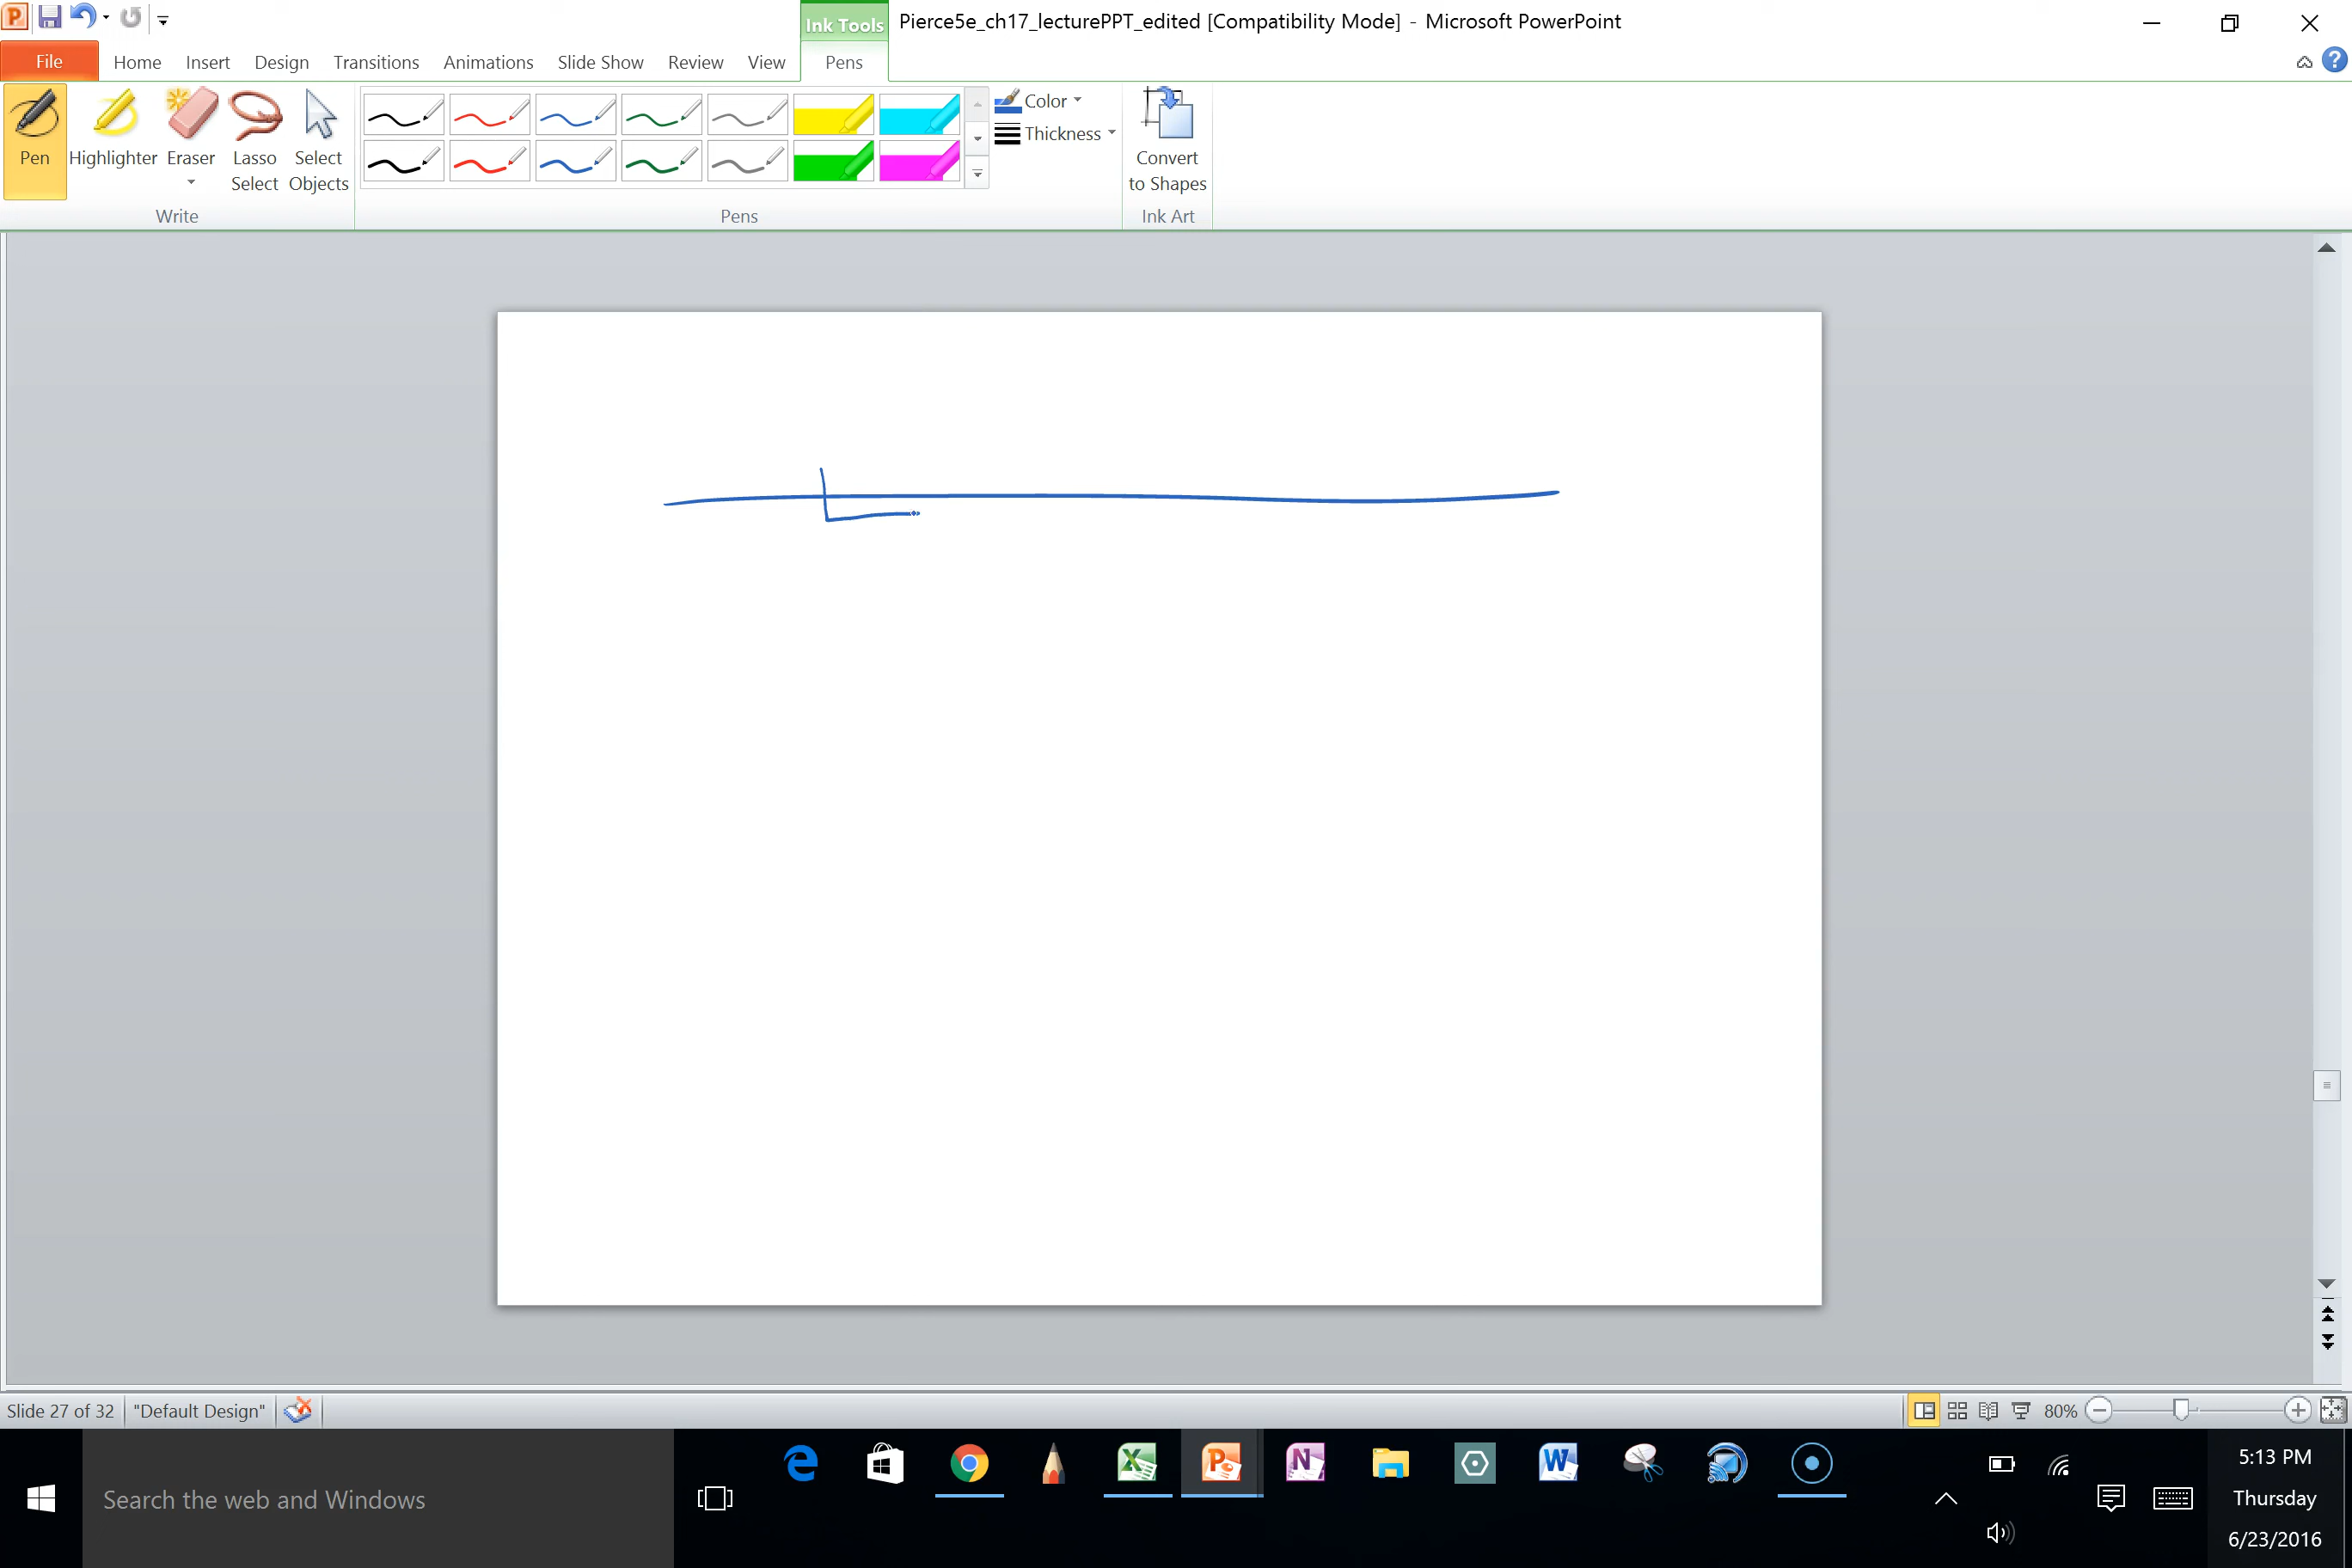 Ink Tools
Pierce5e_ch17_lecturePPT_edited [Compatibility Mode] - Microsoft PowerPoint
File Home Insert Design Transitions Animations Slide Show Review View Pens
Pen Highlighter Eraser Lasso Select Select Objects
Color
Thickness
Convert to Shapes
Write Pens Ink Art
Slide 27 of 32 "Default Design" 80%
Search the web and Windows
5:13 PM
Thursday
6/23/2016